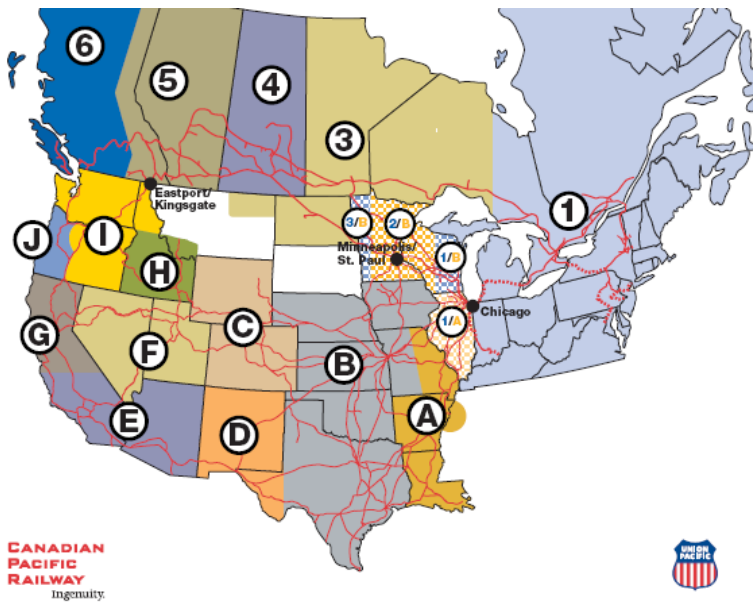 6
5
4
3
1
Eastport/
Kingsgate
3/B
2/B
J
I
Minneapolis/
St. Paul
1/B
H
Chicago
G
C
1/A
F
B
E
D
A
CANADIAN
PACIFIC
RAILWAY
Ingenuity.
UNION
PACIFIC